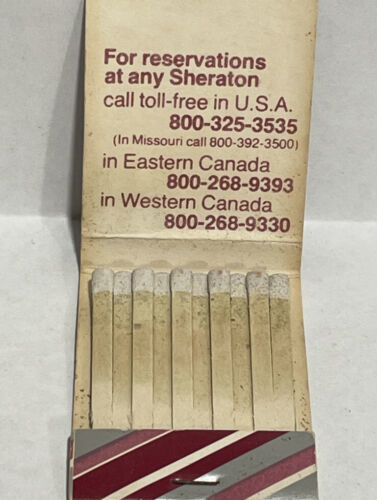 For reservations
at any Sheraton
call toll-free in U.S.A.
800-325-3535
(In Missouri call 800-392-3500)
in Eastern Canada
800-268-9393
in Western Canada
800-268-9330